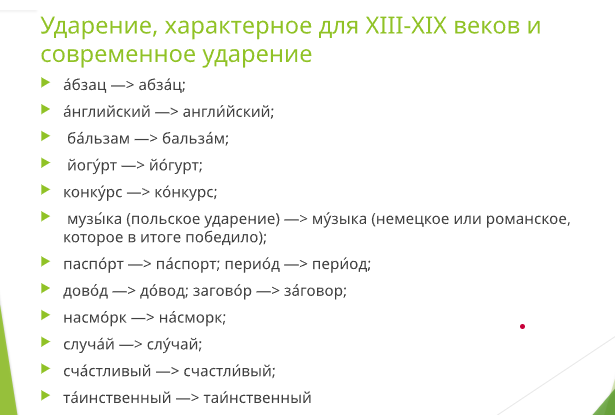 Ударение, характерное для XIII-XIX веков и
современное ударение
а́бзац —> абза́ц;
а́нглийский —> англи́йский;
ба́льзам —> бальза́м;
йогу́рт —> йо́гурт;
конку́рс —> ко́нкурс;
музы́ка (польское ударение) —> му́зыка (немецкое или романское,
которое в итоге победило);
паспо́рт —> па́спорт; перио́д —> пери́од;
дово́д —> до́вод; загово́р —> за́говор;
насмо́рк —> на́сморк;
случа́й —> слу́чай;
сча́стливый —> счастли́вый;
та́инственный —> таи́нственный